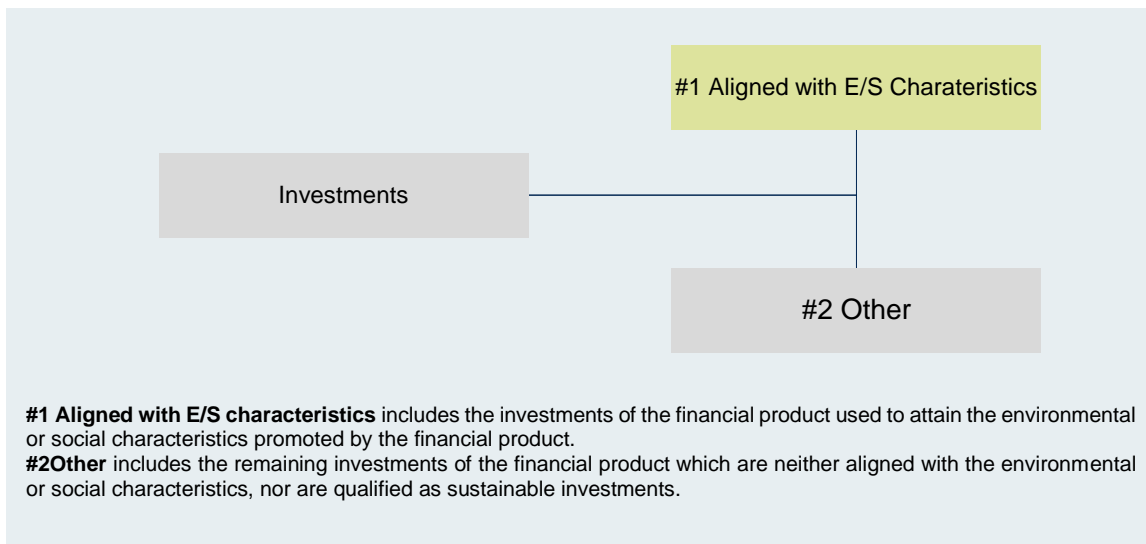 #1 Aligned with E/S Charateristics
Investments
#2 Other
#1 Aligned with E/S characteristics includes the investments of the financial product used to attain the environmental
or social characteristics promoted by the financial product.
#2Other includes the remaining investments of the financial product which are neither aligned with the environmental
or social characteristics, nor are qualified as sustainable investments.